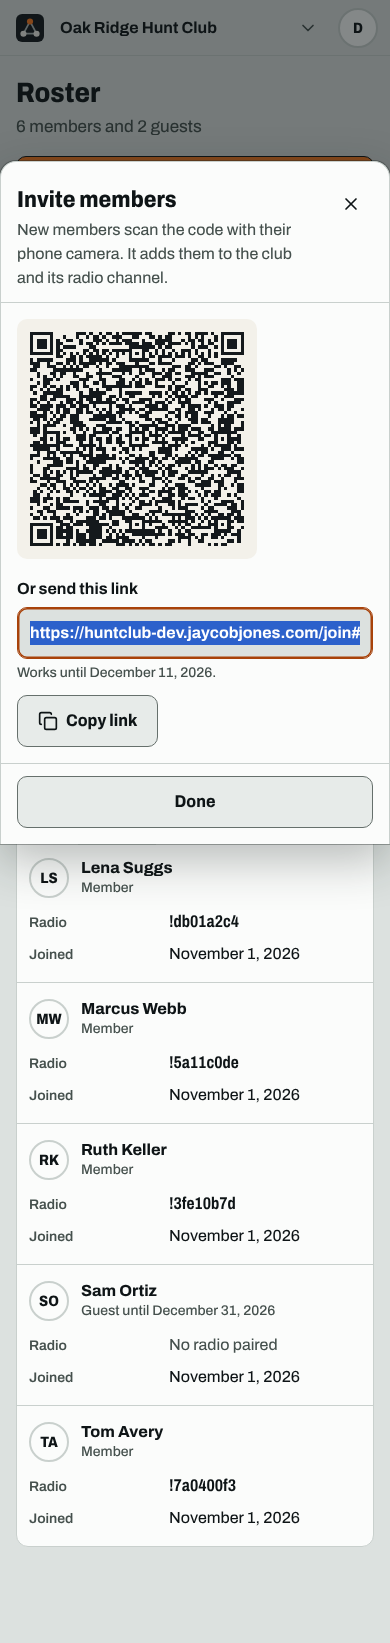 Oak Ridge Hunt Club
D
Roster
6 members and 2 guests
Invite members
New members scan the code with their
phone camera. It adds them to the club
and its radio channel.
Or send this link
https://huntclub-dev.jaycobjones.com/join#
Works until December 11, 2026.
Copy link
Done
LS
Lena Suggs
Member
Radio
!db01a2c4
Joined
November 1, 2026
MW
Marcus Webb
Member
Radio
!5a11c0de
Joined
November 1, 2026
RK
Ruth Keller
Member
Radio
!3fe10b7d
Joined
November 1, 2026
SO
Sam Ortiz
Guest until December 31, 2026
Radio
No radio paired
Joined
November 1, 2026
TA
Tom Avery
Member
Radio
!7a0400f3
Joined
November 1, 2026